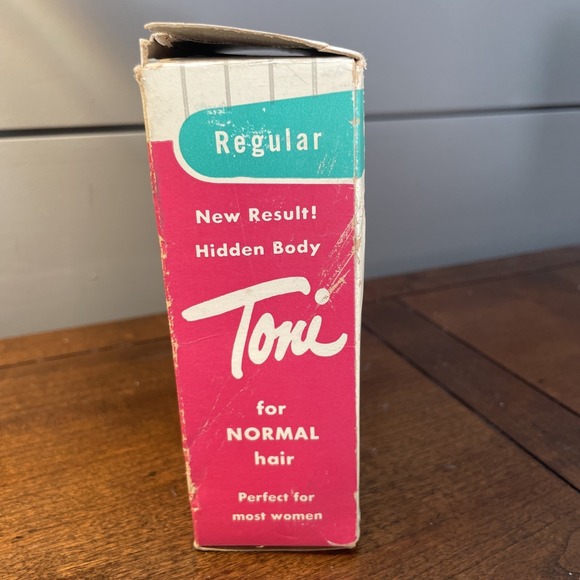 Regular
New Result!
Hidden Body
Toni
for
NORMAL
hair
Perfect for
most women